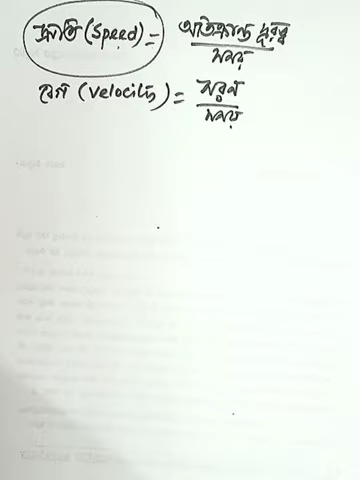 দ্রুতি (Speed) = অতিক্রান্ত দূরত্ব / সময়
বেগ (Velocity) = সরণ / সময়